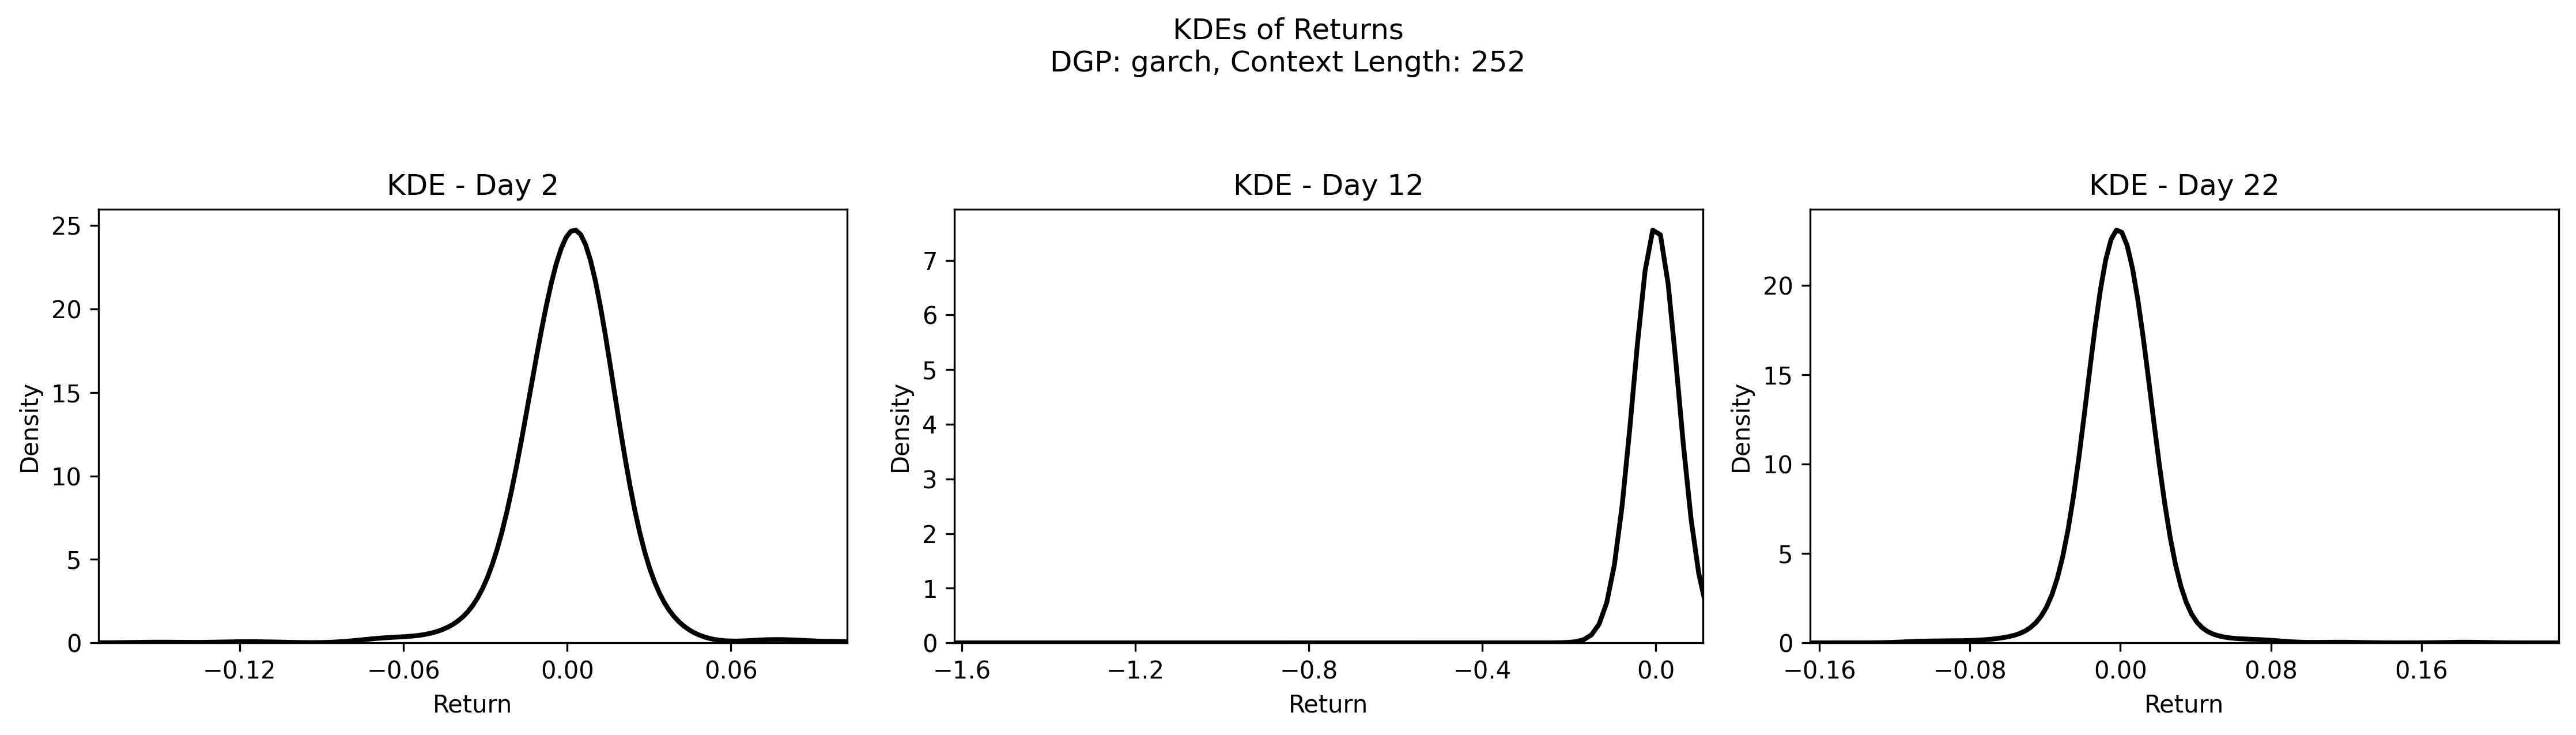 KDEs of Returns
DGP: garch, Context Length: 252
KDE - Day 2
25
20
15
10
5
0
Density
−0.12 −0.06 0.00 0.06
Return
KDE - Day 12
7
6
5
4
3
2
1
0
Density
−1.6 −1.2 −0.8 −0.4 0.0
Return
KDE - Day 22
20
15
10
5
0
Density
−0.16 −0.08 0.00 0.08 0.16
Return